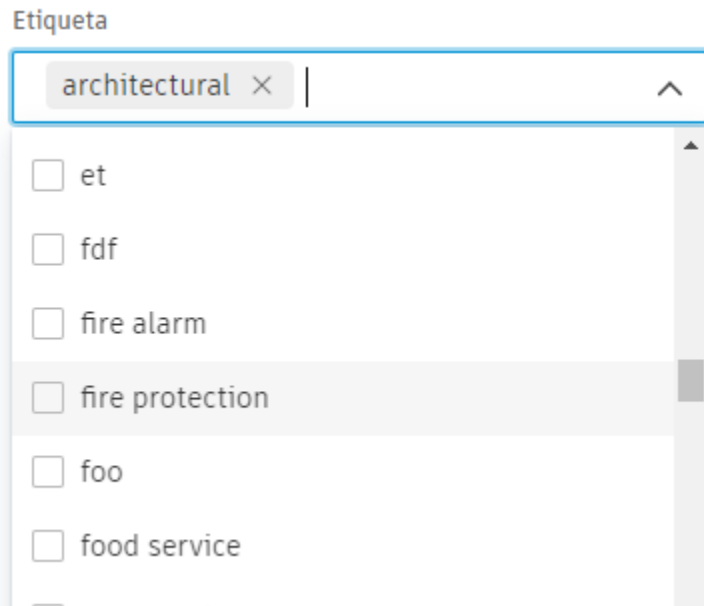 Etiqueta
architectural
et
fdf
fire alarm
fire protection
foo
food service